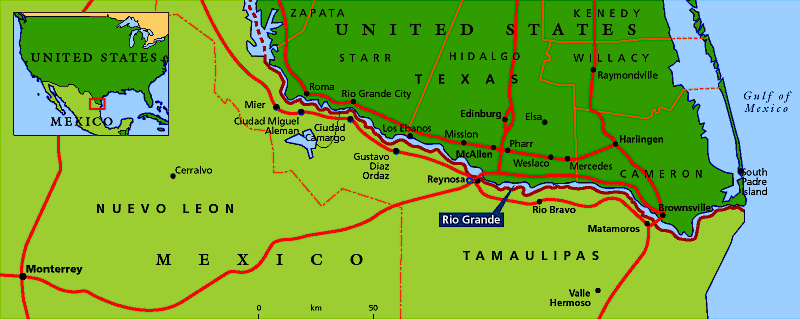 ZAPATA
KENEDY
UNITED STATES
STARR
HIDALGO
WILLACY
UNITED STATES
TEXAS
Raymondville
Roma
Rio Grande City
Gulf of
Mexico
Mier
Edinburg
Elsa
MEXICO
Ciudad Miguel
Aleman
Ciudad
Camargo
Los Ebanos
Mission
Pharr
Harlingen
McAllen
Weslaco
Mercedes
Gustavo
Diaz
Ordaz
Cerralvo
CAMERON
South
Padre
Island
Reynosa
NUEVO LEON
Rio Bravo
Brownsville
Rio Grande
Matamoros
MEXICO
TAMAULIPAS
Monterrey
Valle
Hermoso
0 km 50